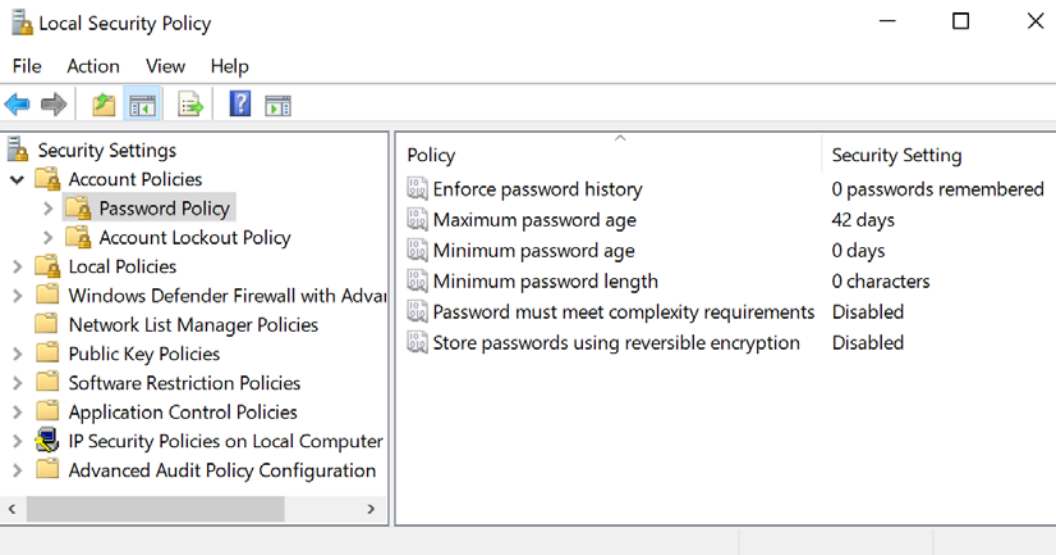 Local Security Policy
File Action View Help
Security Settings
Account Policies
Password Policy
Account Lockout Policy
Local Policies
Windows Defender Firewall with Advan
Network List Manager Policies
Public Key Policies
Software Restriction Policies
Application Control Policies
IP Security Policies on Local Computer
Advanced Audit Policy Configuration
Policy Security Setting
Enforce password history 0 passwords remembered
Maximum password age 42 days
Minimum password age 0 days
Minimum password length 0 characters
Password must meet complexity requirements Disabled
Store passwords using reversible encryption Disabled